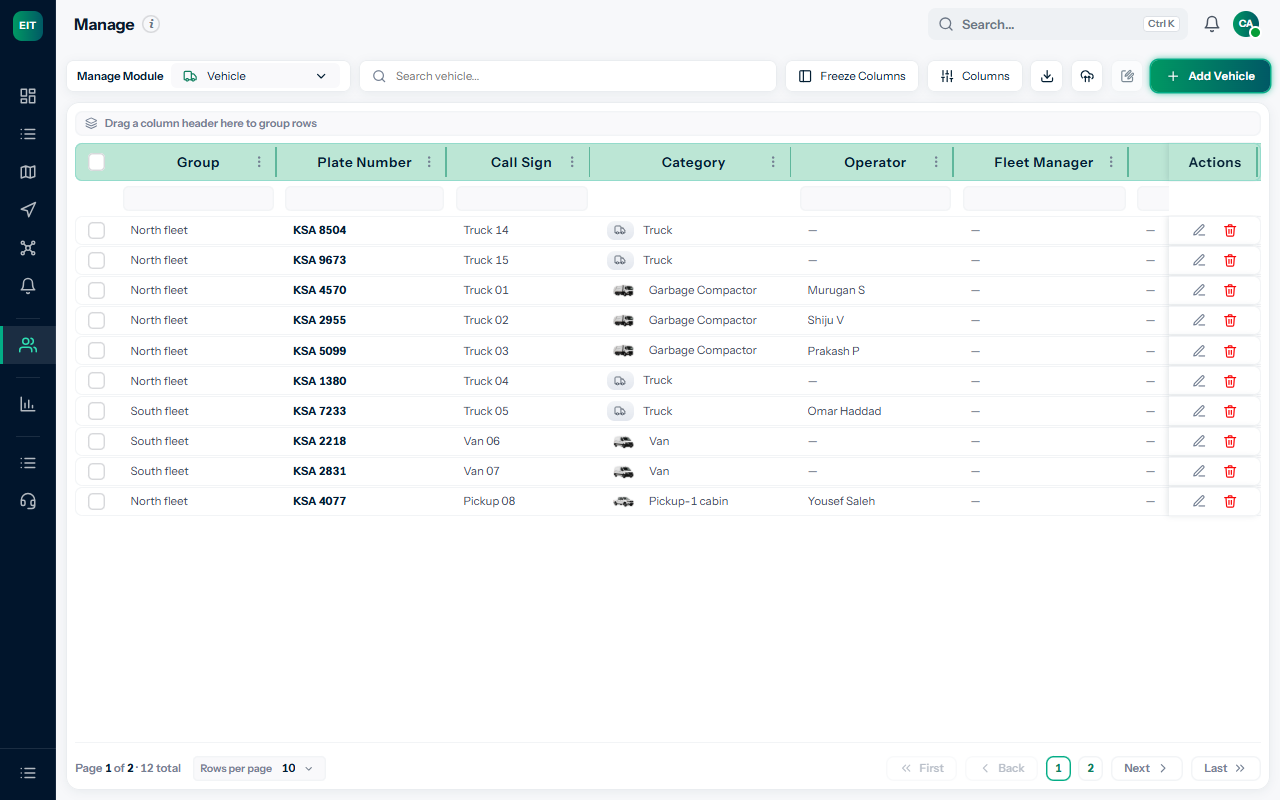 EIT
Manage
i
Search...
Ctrl K
CA
Manage Module
Vehicle
Search vehicle...
Freeze Columns
Columns
Add Vehicle
Drag a column header here to group rows
Group Plate Number Call Sign Category Operator Fleet Manager Actions
North fleet KSA 8504 Truck 14 Truck — — —
North fleet KSA 9673 Truck 15 Truck — — —
North fleet KSA 4570 Truck 01 Garbage Compactor Murugan S — —
North fleet KSA 2955 Truck 02 Garbage Compactor Shiju V — —
North fleet KSA 5099 Truck 03 Garbage Compactor Prakash P — —
North fleet KSA 1380 Truck 04 Truck — — —
South fleet KSA 7233 Truck 05 Truck Omar Haddad — —
South fleet KSA 2218 Van 06 Van — — —
South fleet KSA 2831 Van 07 Van — — —
North fleet KSA 4077 Pickup 08 Pickup-1 cabin Yousef Saleh — —
Page 1 of 2 · 12 total
Rows per page 10
First
Back
1
2
Next
Last